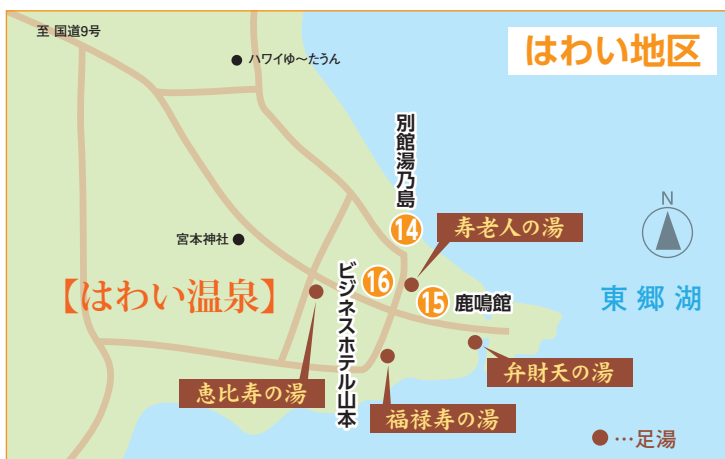 至 国道9号
はわい地区
ハワイゆ〜たうん
別館湯乃島
14
寿老人の湯
N
宮本神社
【はわい温泉】
ビジネスホテル山本
16
15
鹿鳴館
東郷湖
恵比寿の湯
弁財天の湯
福禄寿の湯
…足湯